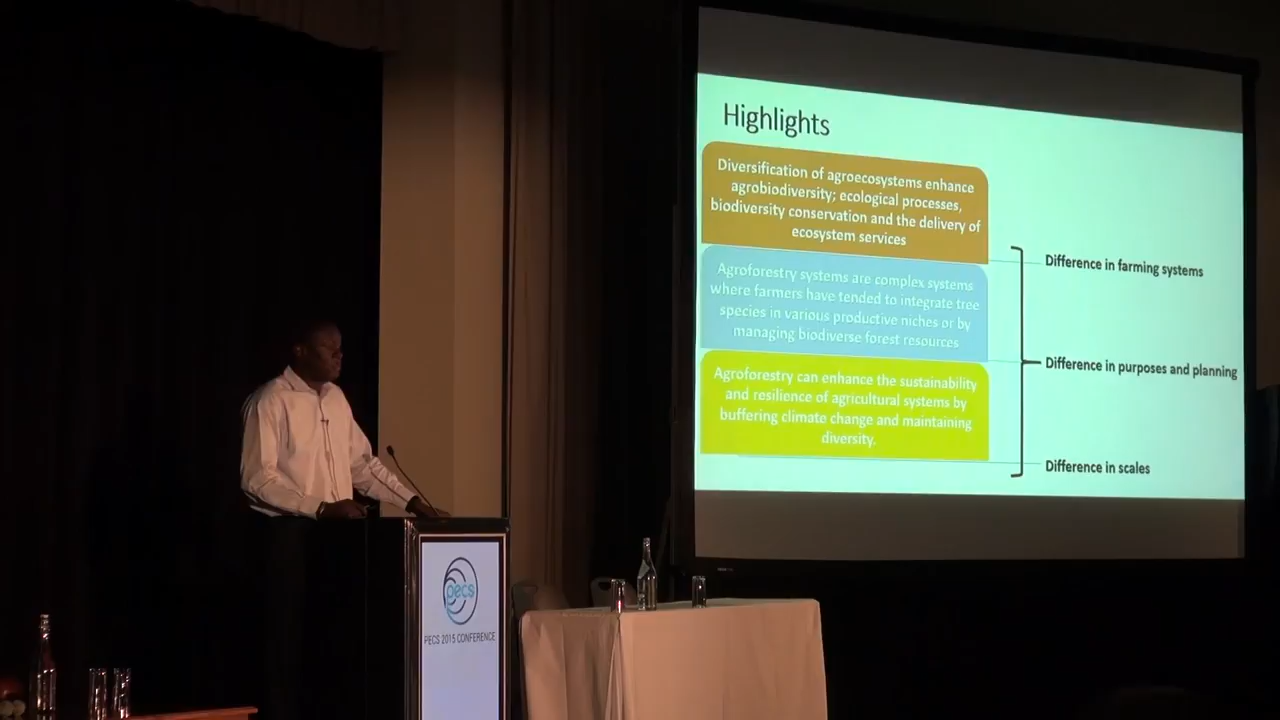 Highlights
Diversification of agroecosystems enhance
agrobiodiversity; ecological processes,
biodiversity conservation and the delivery of
ecosystem services
Agroforestry systems are complex systems
where farmers have tended to integrate tree
species in various productive niches or by
managing biodiverse forest resources
Agroforestry can enhance the sustainability
and resilience of agricultural systems by
buffering climate change and maintaining
diversity.
Difference in farming systems
Difference in purposes and planning
Difference in scales
pecs
PECS 2015 CONFERENCE